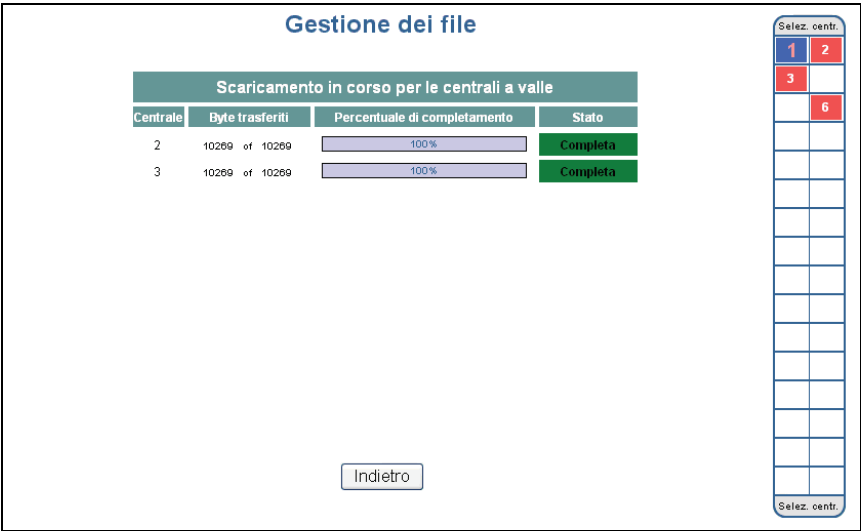 Gestione dei file
Selez. centr.
1 2
3
6
Scaricamento in corso per le centrali a valle
Centrale Byte trasferiti Percentuale di completamento Stato
2 10269 of 10269 100% Completa
3 10269 of 10269 100% Completa
Indietro
Selez. centr.